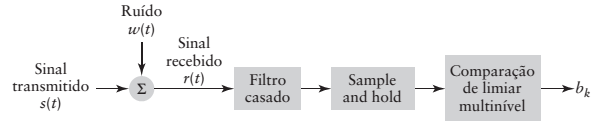 Ruído
w(t)
Sinal
transmitido
s(t)
Σ
Sinal
recebido
r(t)
Filtro
casado
Sample
and hold
Comparação
de limiar
multinível
b_k